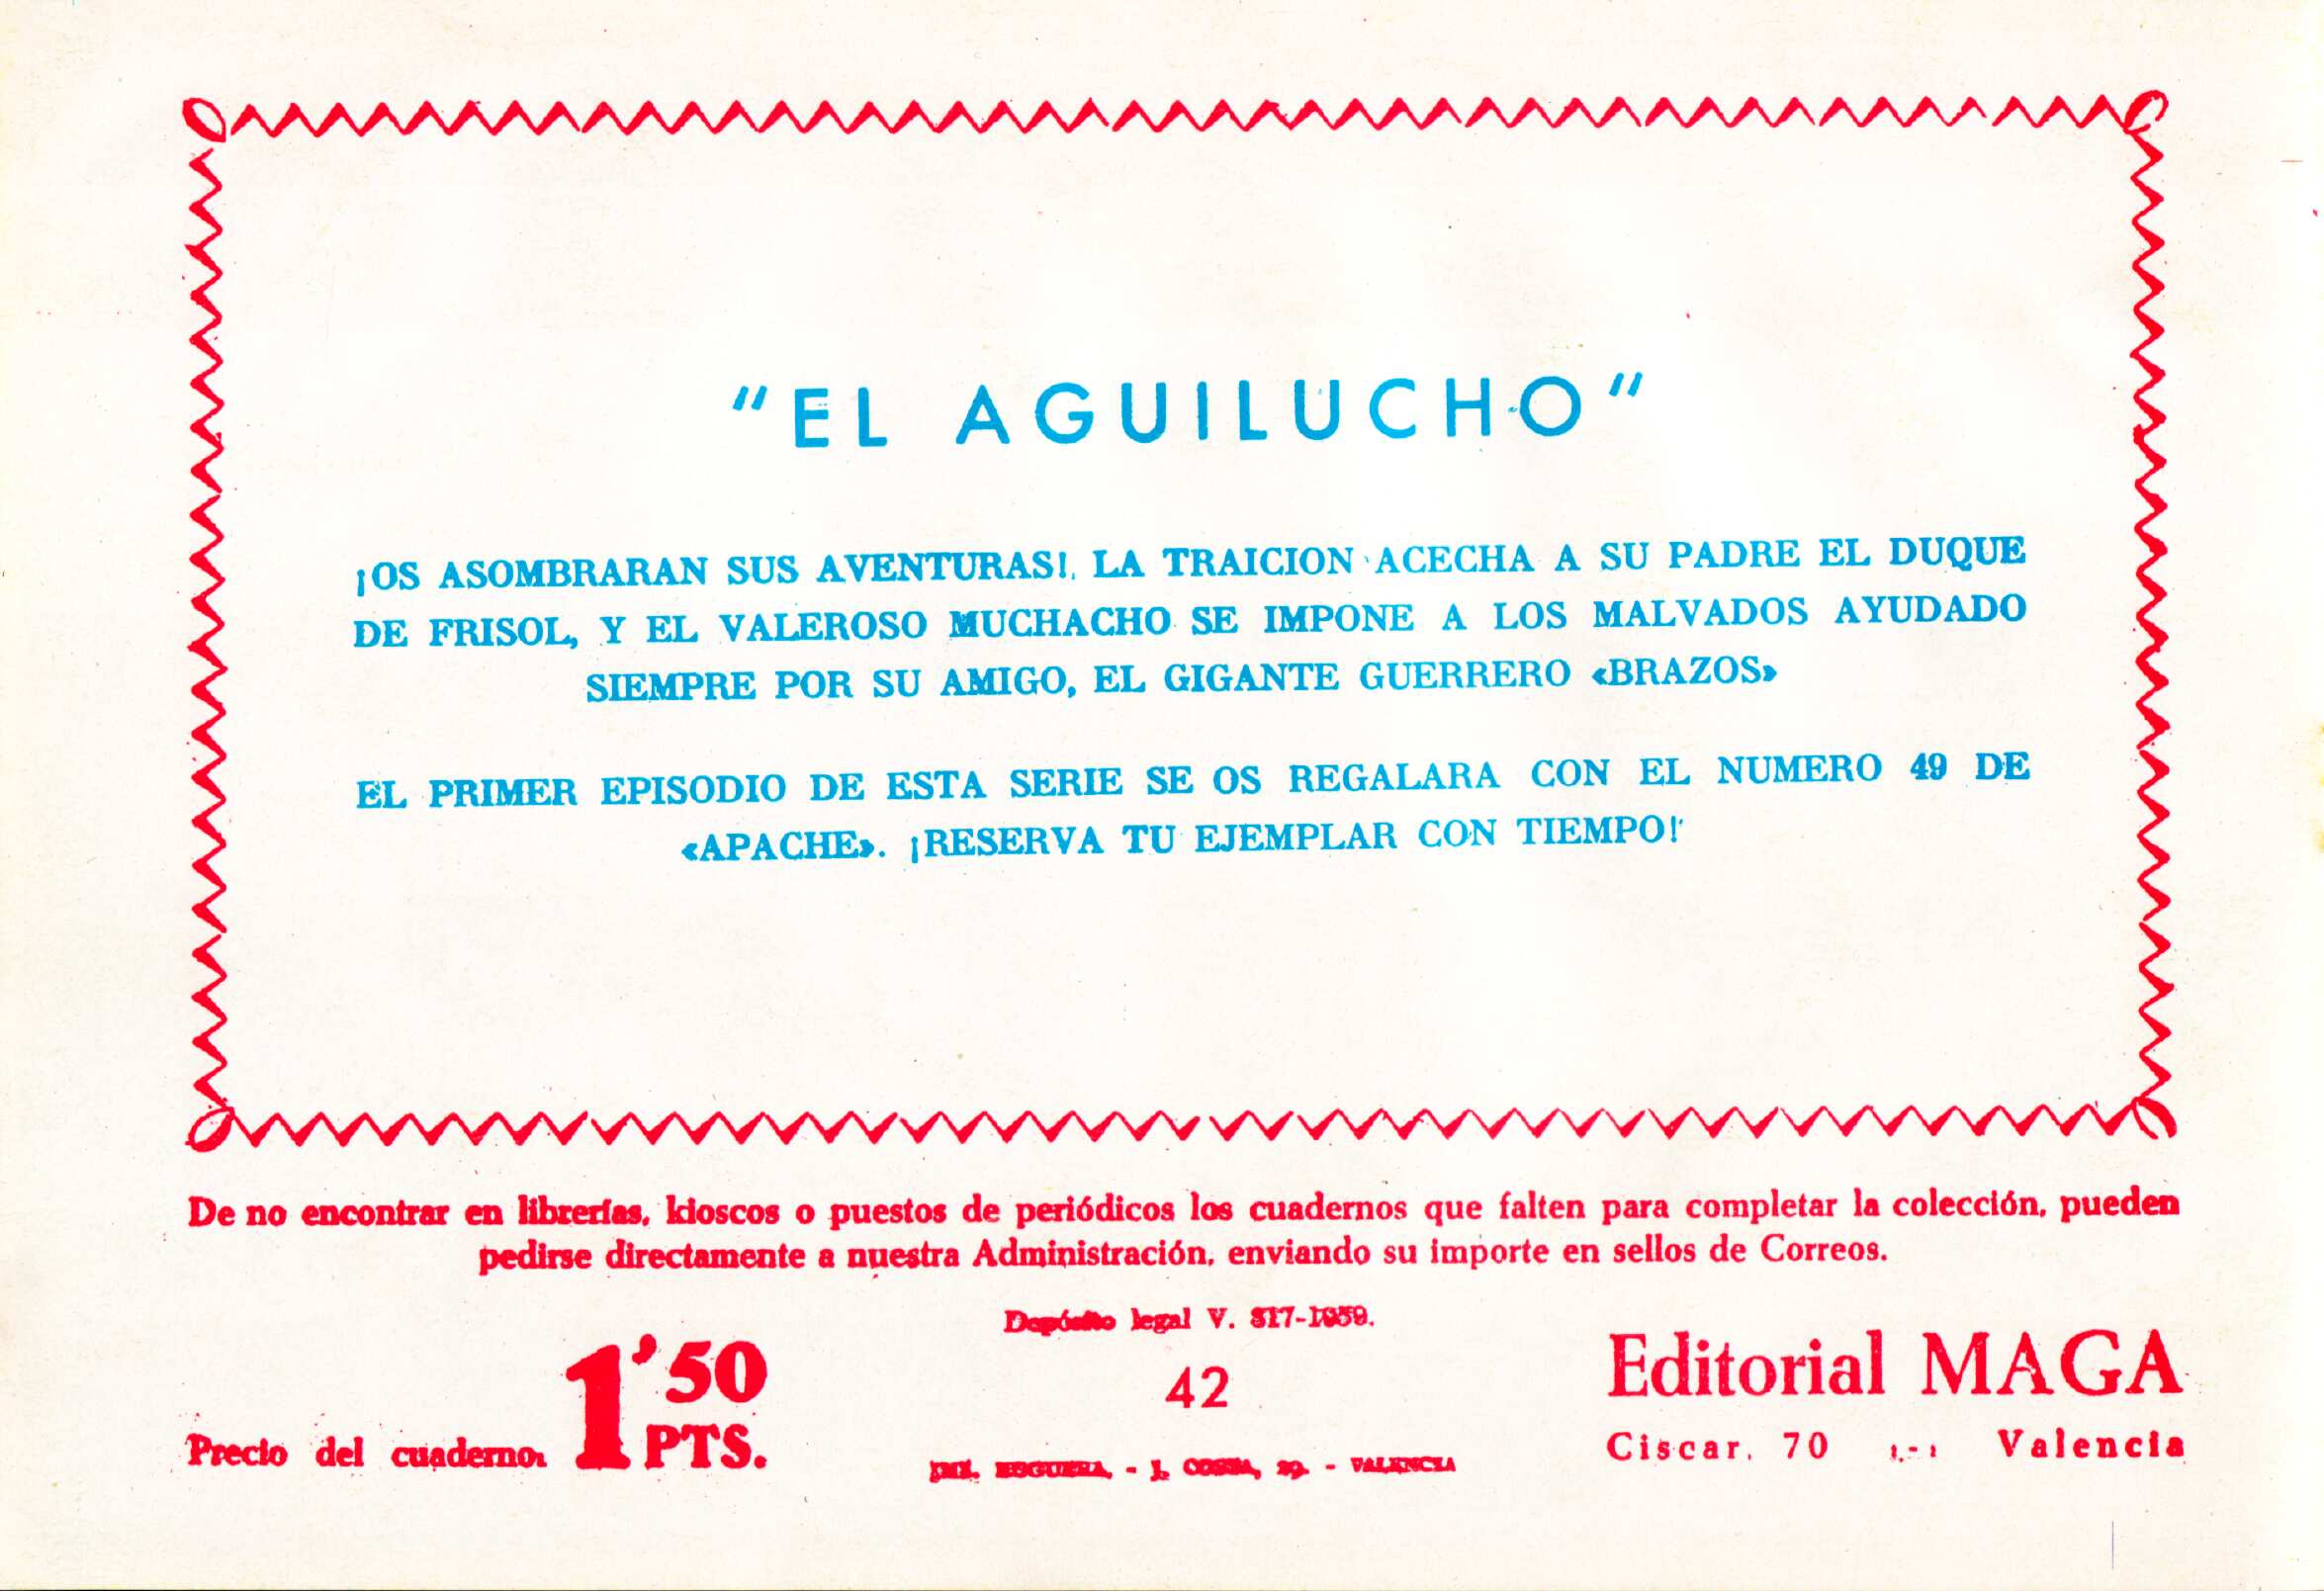 "EL AGUILUCHO"
¡OS ASOMBRARAN SUS AVENTURAS!. LA TRAICION ACECHA A SU PADRE EL DUQUE
DE FRISOL, Y EL VALEROSO MUCHACHO SE IMPONE A LOS MALVADOS AYUDADO
SIEMPRE POR SU AMIGO, EL GIGANTE GUERRERO «BRAZOS»
EL PRIMER EPISODIO DE ESTA SERIE SE OS REGALARA CON EL NUMERO 49 DE
«APACHE». ¡RESERVA TU EJEMPLAR CON TIEMPO!
De no encontrar en librerías, kioscos o puestos de periódicos los cuadernos que falten para completar la colección, pueden
pedirse directamente a nuestra Administración, enviando su importe en sellos de Correos.
Depósito legal V. 317-1959.
Precio del cuaderno: 1'50 PTS.
42
- J. COSTA, - VALENCIA
Editorial MAGA
Ciscar, 70 :-: Valencia